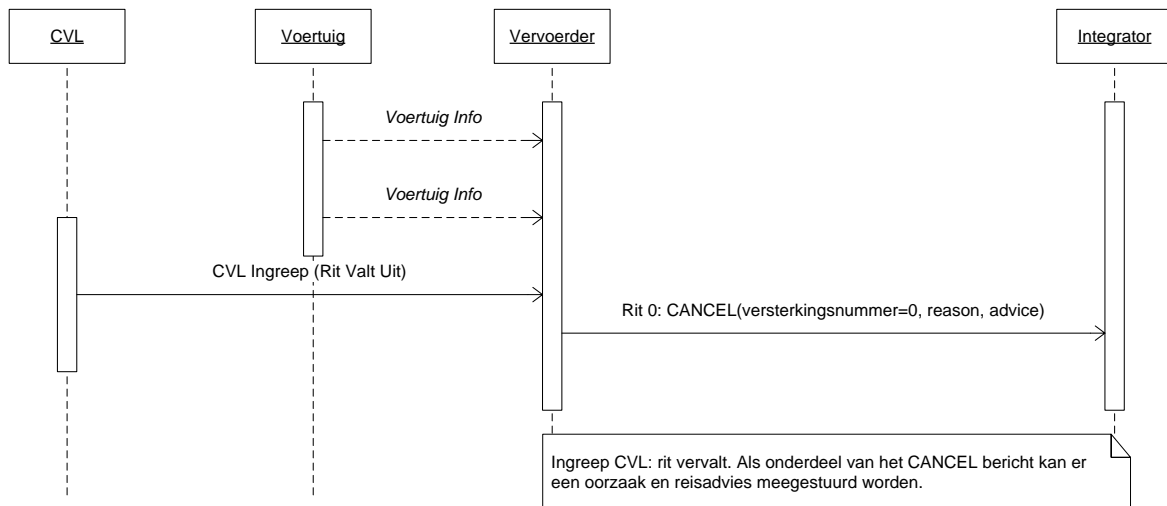 CVL
Voertuig
Vervoerder
Integrator
Voertuig Info
Voertuig Info
CVL Ingreep (Rit Valt Uit)
Rit 0: CANCEL(versterkingsnummer=0, reason, advice)
Ingreep CVL: rit vervalt. Als onderdeel van het CANCEL bericht kan er
een oorzaak en reisadvies meegestuurd worden.